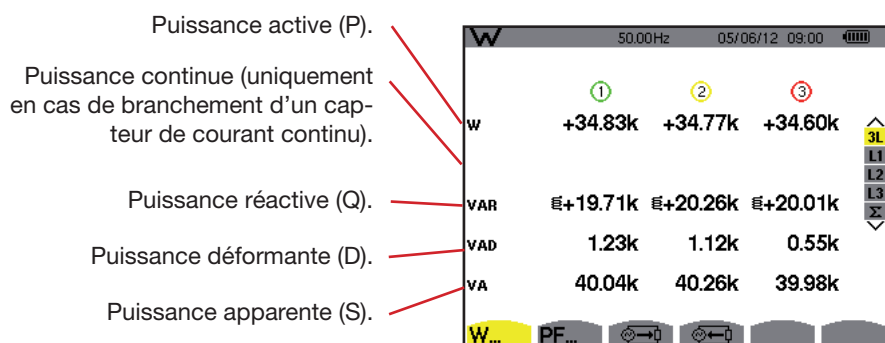 Puissance active (P).
Puissance continue (uniquement
en cas de branchement d'un cap-
teur de courant continu).
Puissance réactive (Q).
Puissance déformante (D).
Puissance apparente (S).
W 50.00Hz 05/06/12 09:00
1 2 3
W +34.83k +34.77k +34.60k
3L
L1
L2
L3
Σ
VAR +19.71k +20.26k +20.01k
VAD 1.23k 1.12k 0.55k
VA 40.04k 40.26k 39.98k
W... PF...